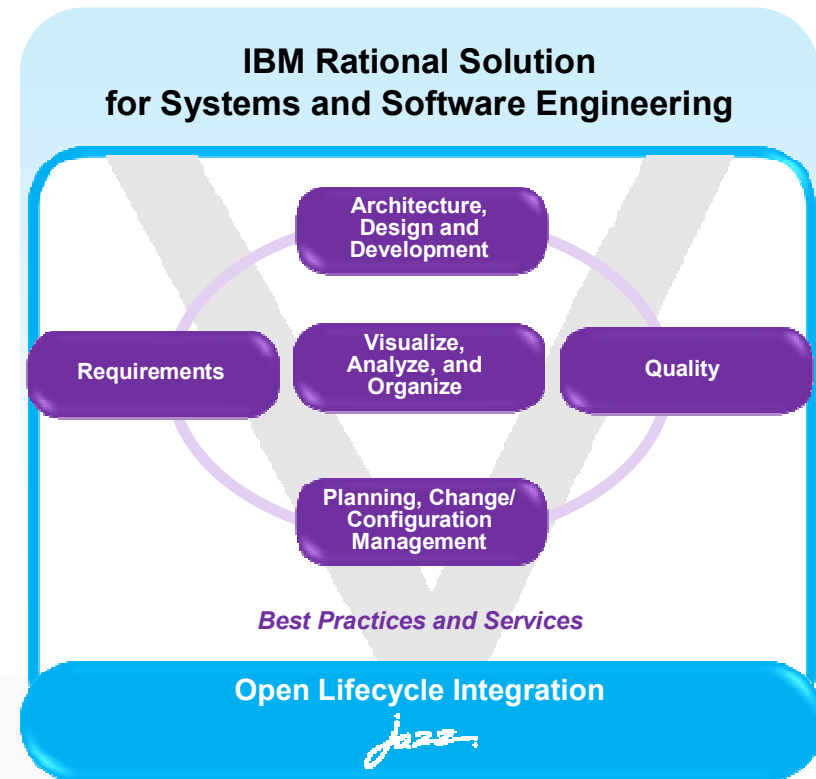 IBM Rational Solution
for Systems and Software Engineering
Architecture,
Design and
Development
Requirements
Visualize,
Analyze, and
Organize
Quality
Planning, Change/
Configuration
Management
Best Practices and Services
Open Lifecycle Integration
jazz